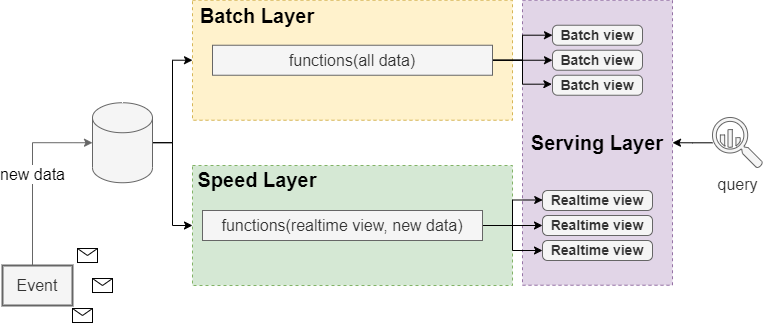 Batch Layer
functions(all data)
Batch view
Batch view
Batch view
new data
Serving Layer
query
Speed Layer
functions(realtime view, new data)
Realtime view
Realtime view
Realtime view
Event